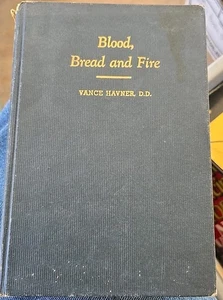 Blood,
Bread and Fire
VANCE HAVNER, D.D.